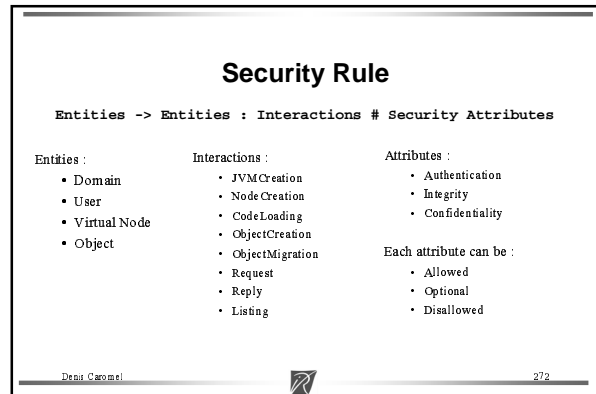 Security Rule
Entities -> Entities : Interactions # Security Attributes
Entities :
• Domain
• User
• Virtual Node
• Object
Interactions :
• JVMCreation
• NodeCreation
• CodeLoading
• ObjectCreation
• ObjectMigration
• Request
• Reply
• Listing
Attributes :
• Authentication
• Integrity
• Confidentiality
Each attribute can be :
• Allowed
• Optional
• Disallowed
Denis Caromel
272